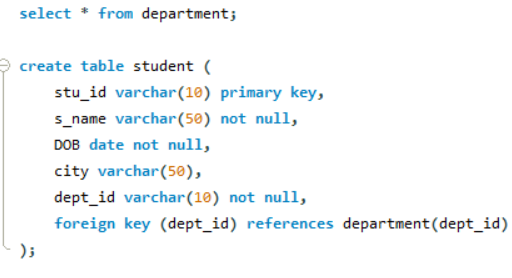 select * from department;
create table student (
stu_id varchar(10) primary key,
s_name varchar(50) not null,
DOB date not null,
city varchar(50),
dept_id varchar(10) not null,
foreign key (dept_id) references department(dept_id)
);